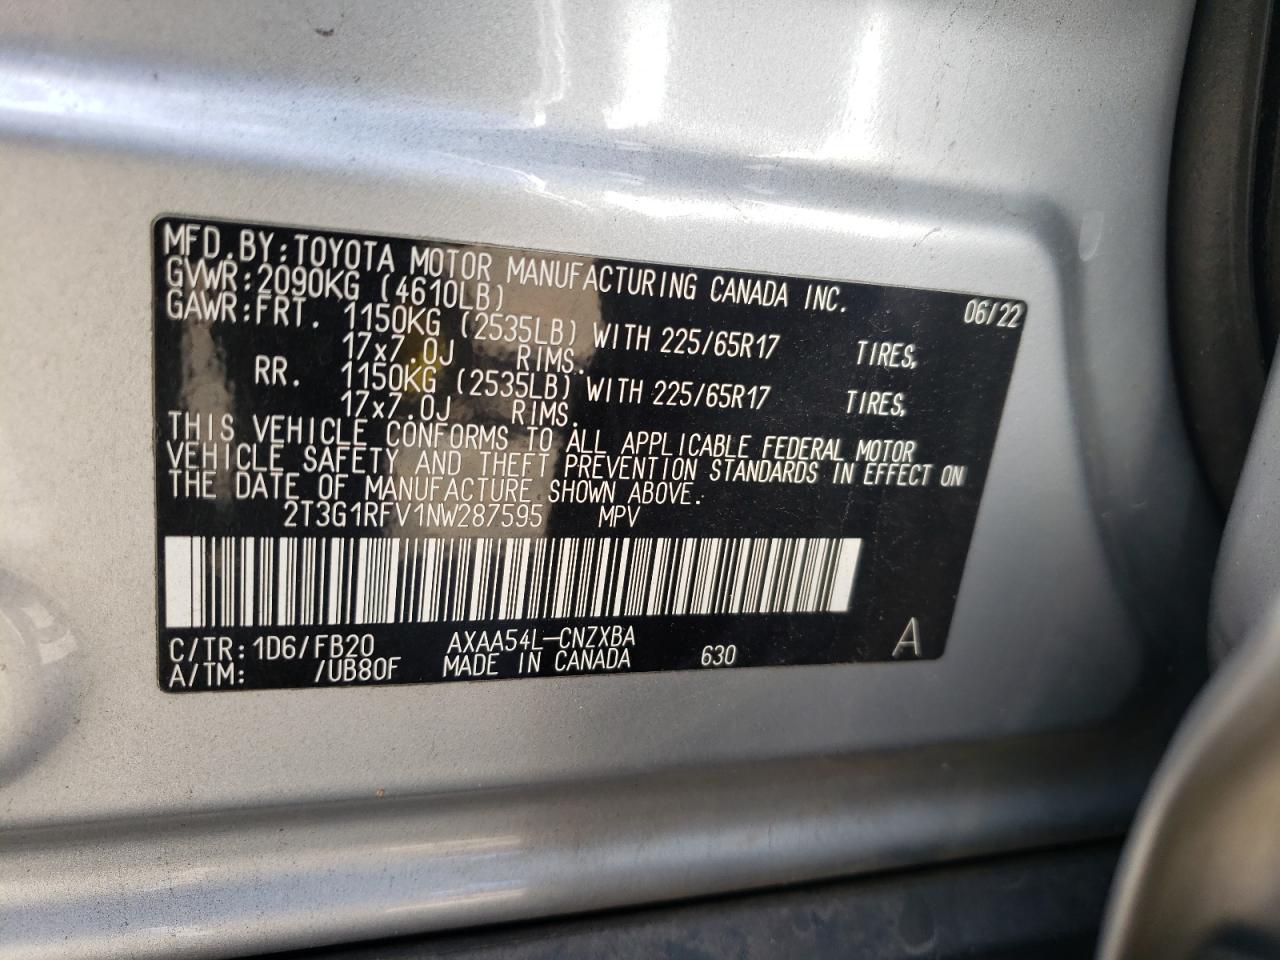 MFD.BY:TOYOTA MOTOR MANUFACTURING CANADA INC. 06/22
GVWR:2090KG (4610LB)
GAWR:FRT. 1150KG (2535LB) WITH 225/65R17 TIRES,
17x7.0J RIMS.
RR. 1150KG (2535LB) WITH 225/65R17 TIRES,
17x7.0J RIMS.
THIS VEHICLE CONFORMS TO ALL APPLICABLE FEDERAL MOTOR
VEHICLE SAFETY AND THEFT PREVENTION STANDARDS IN EFFECT ON
THE DATE OF MANUFACTURE SHOWN ABOVE.
2T3G1RFV1NW287595 MPV
C/TR:1D6/FB20 AXAA54L-CNZXBA
A/TM: /UB80F MADE IN CANADA 630 A